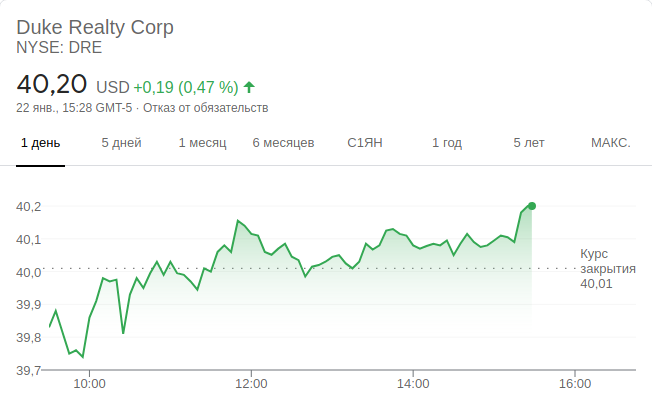 Duke Realty Corp
NYSE: DRE
40,20 USD +0,19 (0,47 %)
22 янв., 15:28 GMT-5 · Отказ от обязательств
1 день 5 дней 1 месяц 6 месяцев С1ЯН 1 год 5 лет МАКС.
40,2
40,1
40,0
39,9
39,8
39,7
Курс
закрытия
40,01
10:00 12:00 14:00 16:00